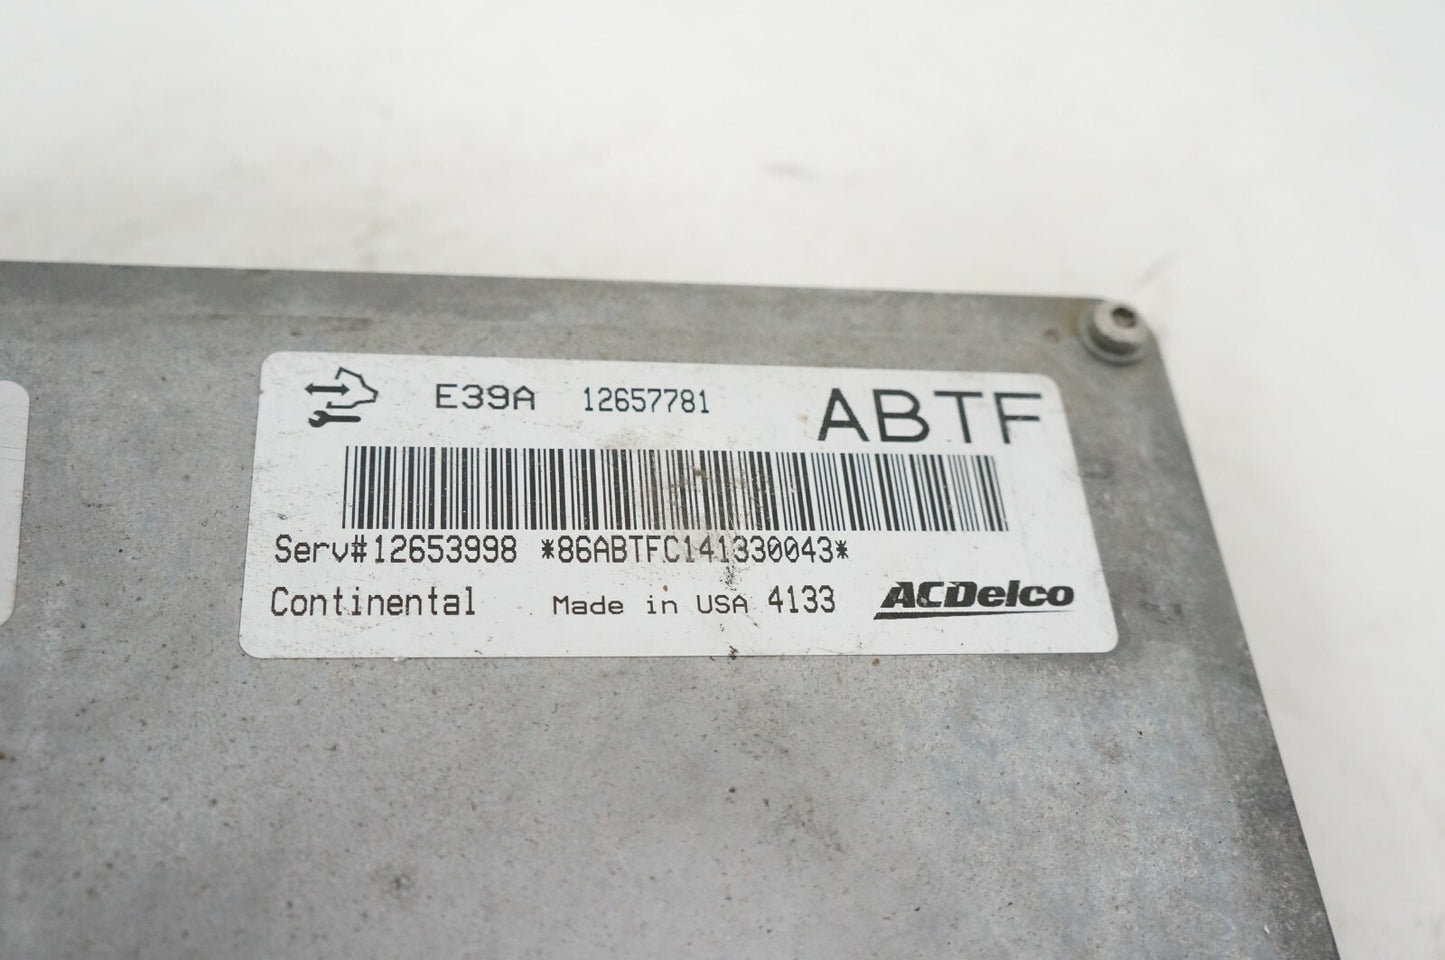 E39A 12657781 ABTF
Serv#12653998 *86ABTFC141330043*
Continental Made in USA 4133 ACDelco